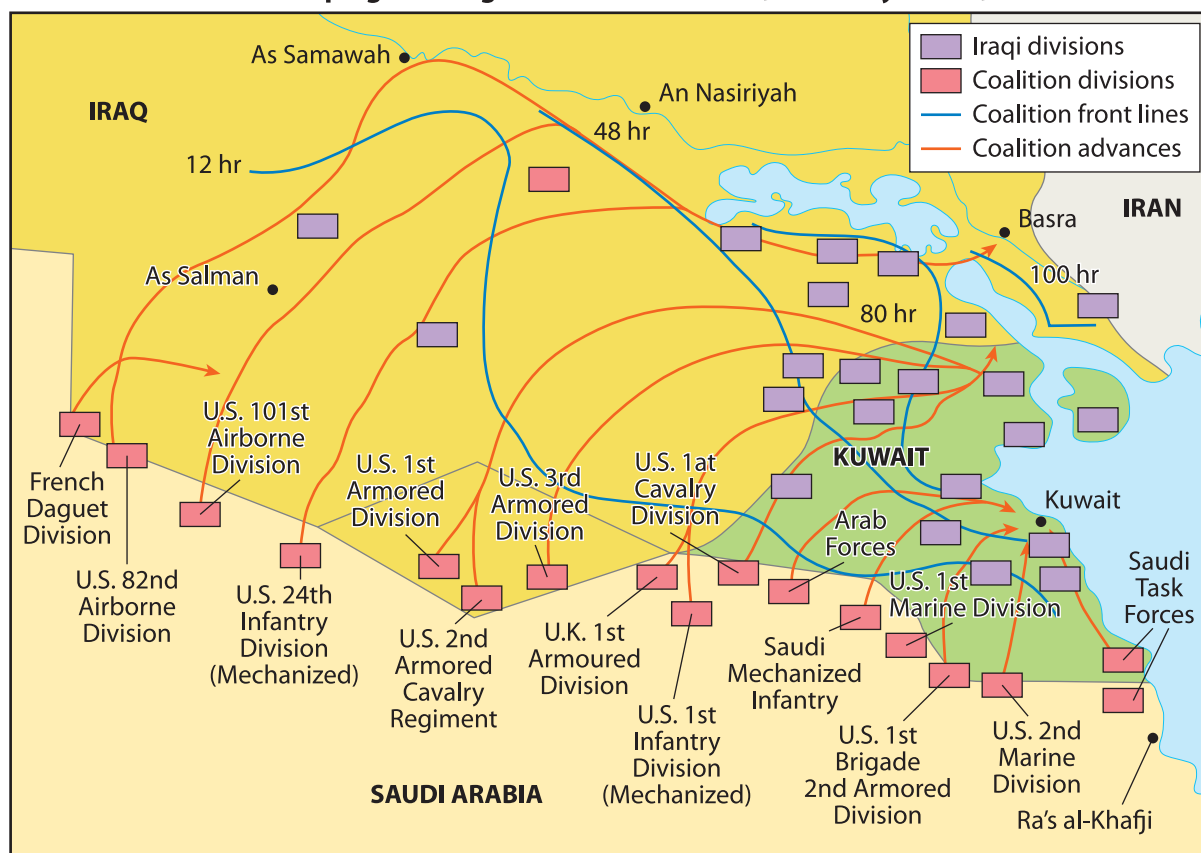 As Samawah
An Nasiriyah
IRAQ
12 hr
48 hr
Iraqi divisions
Coalition divisions
Coalition front lines
Coalition advances
IRAN
Basra
100 hr
80 hr
As Salman
French
Daguet
Division
U.S. 82nd
Airborne
Division
U.S. 101st
Airborne
Division
U.S. 24th
Infantry
Division
(Mechanized)
U.S. 1st
Armored
Division
U.S. 2nd
Armored
Cavalry
Regiment
U.S. 3rd
Armored
Division
U.K. 1st
Armoured
Division
U.S. 1at
Cavalry
Division
U.S. 1st
Infantry
Division
(Mechanized)
KUWAIT
Kuwait
Arab
Forces
Saudi
Mechanized
Infantry
U.S. 1st
Marine Division
U.S. 1st
Brigade
2nd Armored
Division
U.S. 2nd
Marine
Division
Saudi
Task
Forces
Ra's al-Khafji
SAUDI ARABIA